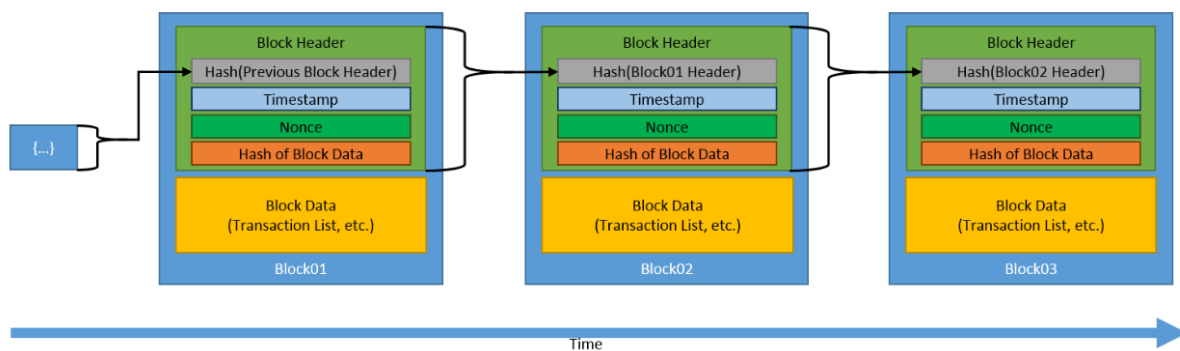 {...}
Block Header
Hash(Previous Block Header)
Timestamp
Nonce
Hash of Block Data
Block Data
(Transaction List, etc.)
Block01
Block Header
Hash(Block01 Header)
Timestamp
Nonce
Hash of Block Data
Block Data
(Transaction List, etc.)
Block02
Block Header
Hash(Block02 Header)
Timestamp
Nonce
Hash of Block Data
Block Data
(Transaction List, etc.)
Block03
Time